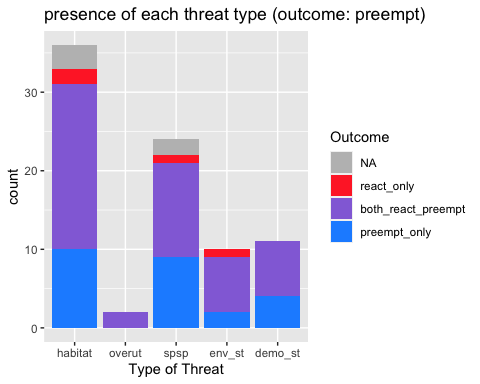 presence of each threat type (outcome: preempt)
count
30
20
10
0
habitat overut spsp env_st demo_st
Type of Threat
Outcome
NA
react_only
both_react_preempt
preempt_only